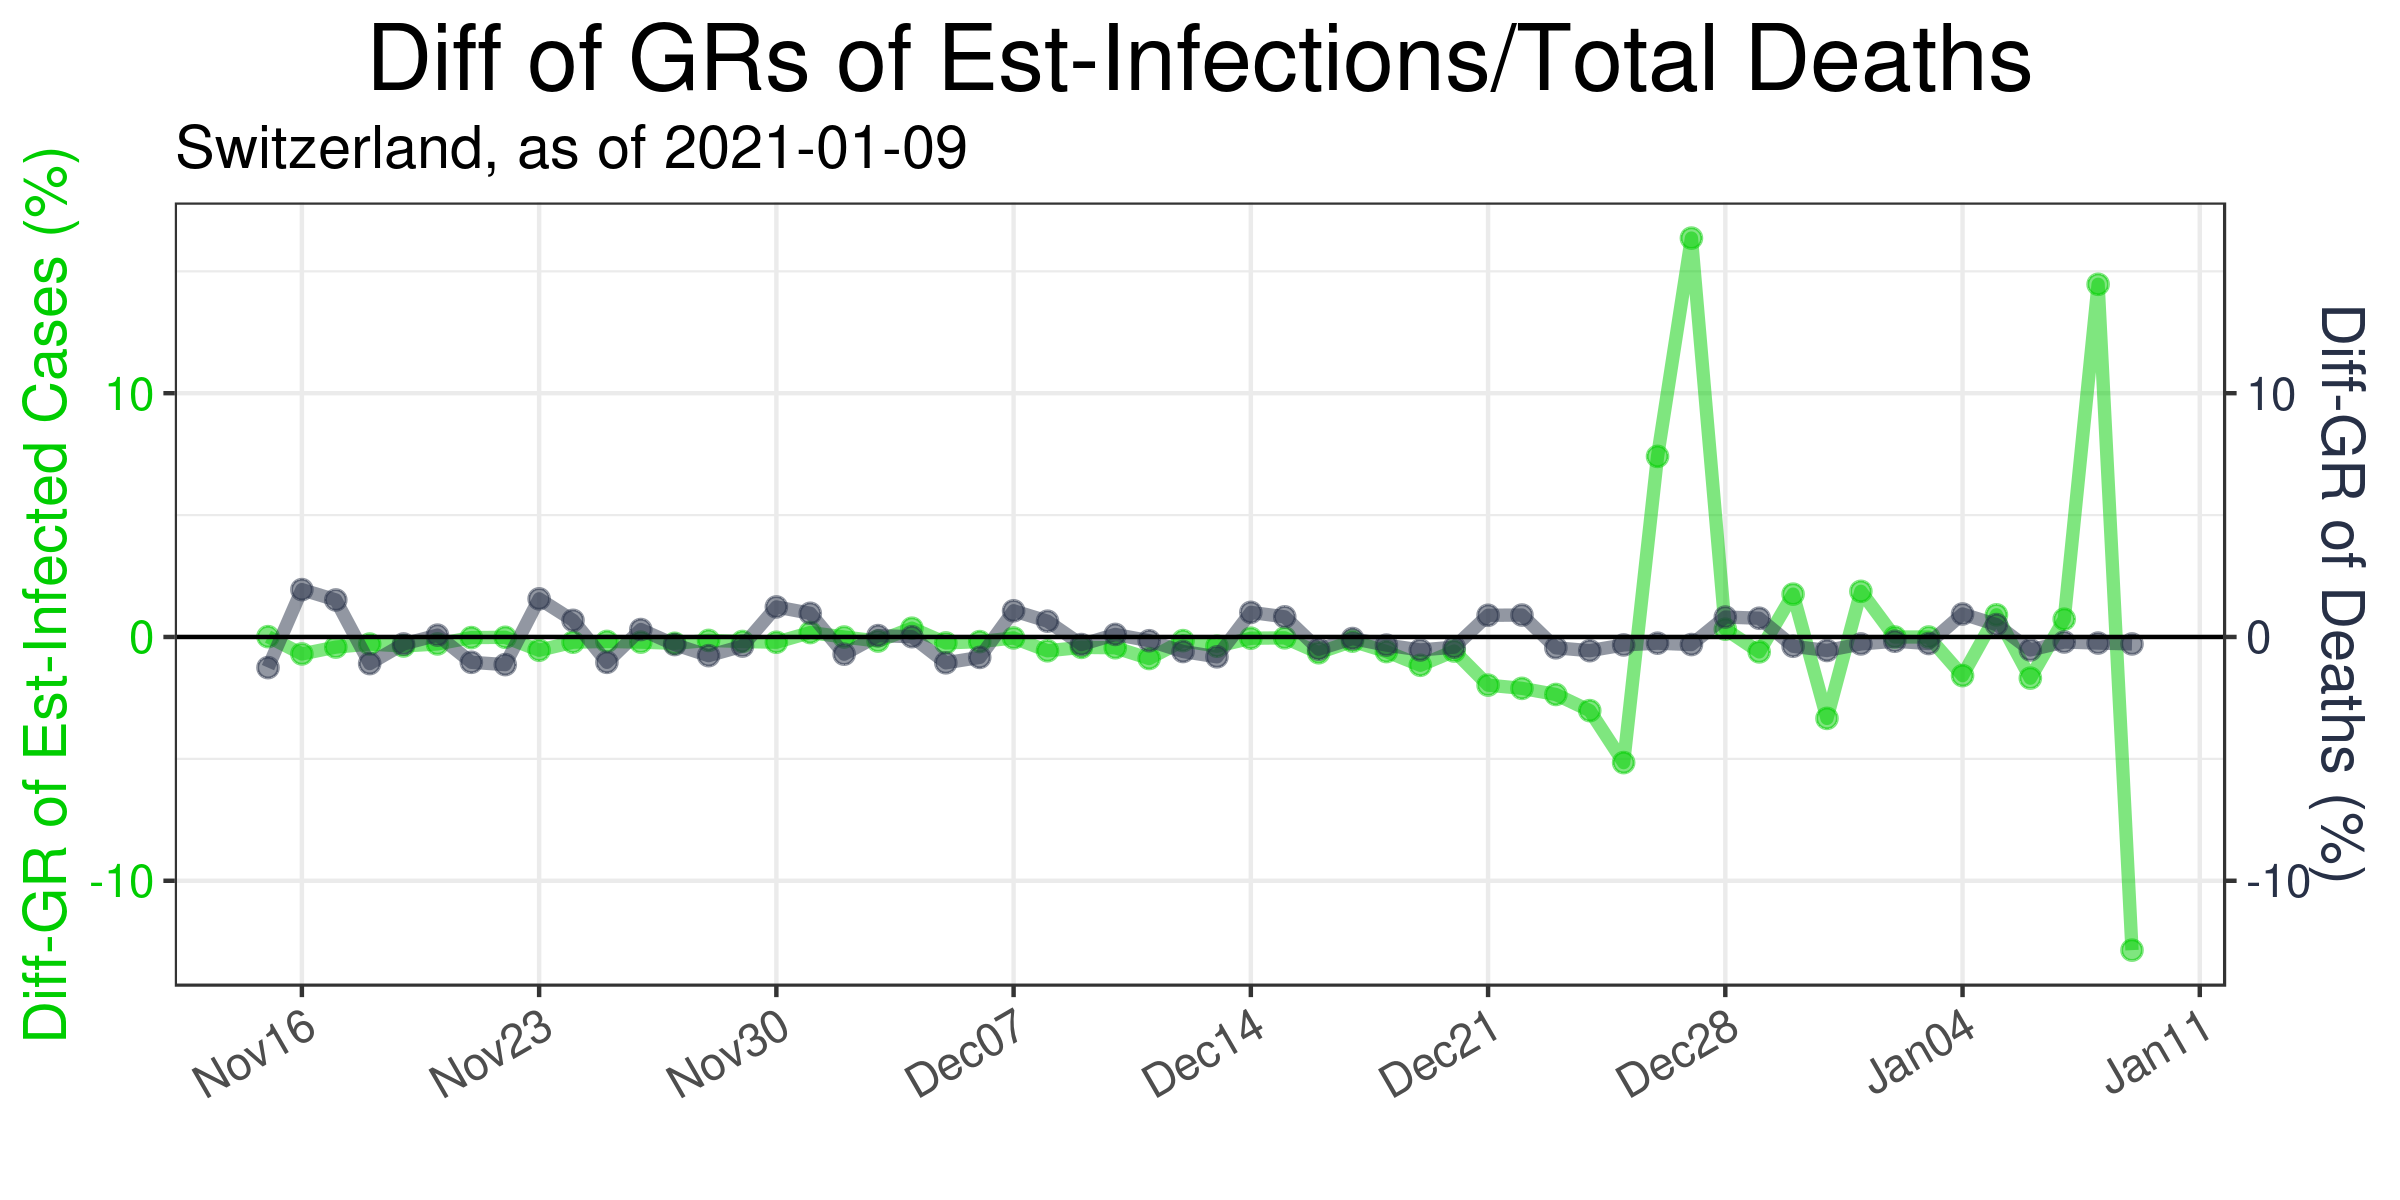 Diff of GRs of Est-Infections/Total Deaths
Switzerland, as of 2021-01-09
Diff-GR of Est-Infected Cases (%)
10
0
-10
10
0
-10
Diff-GR of Deaths (%)
Nov16
Nov23
Nov30
Dec07
Dec14
Dec21
Dec28
Jan04
Jan11